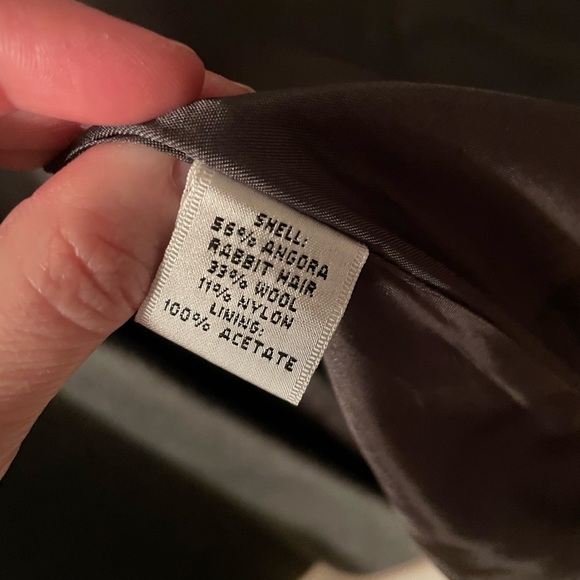 SHELL:
56% ANGORA
RABBIT HAIR
33% WOOL
11% NYLON
LINING:
100% ACETATE